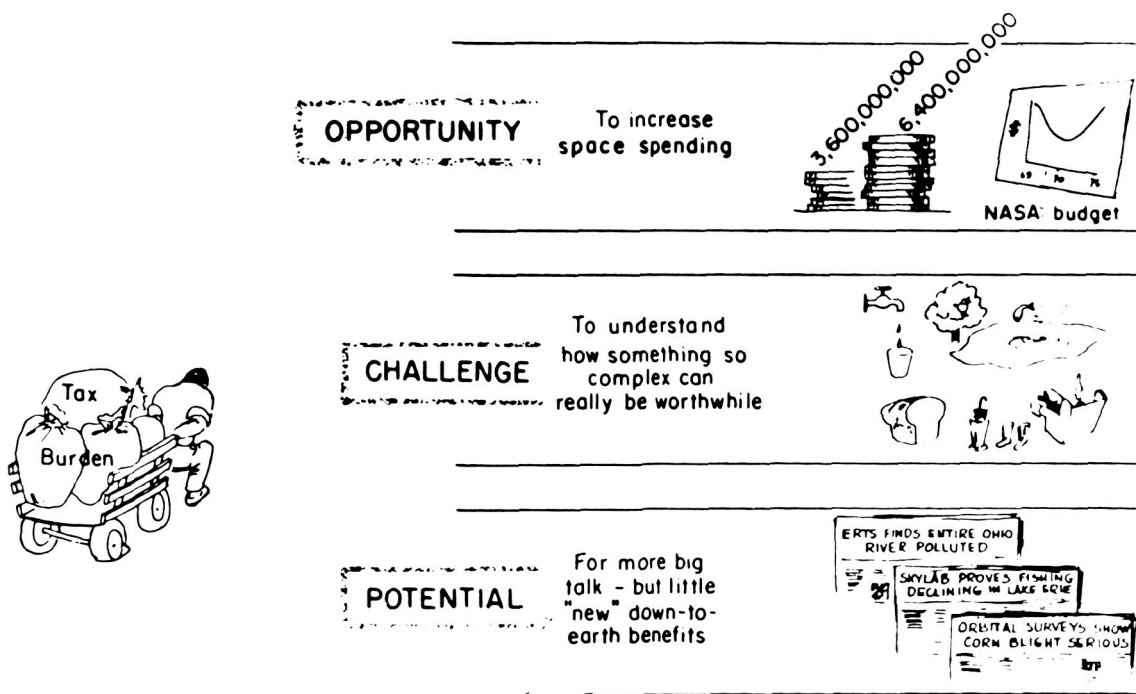 OPPORTUNITY
To increase
space spending
3,600,000,000
6,400,000,000
$
69 70 75
NASA budget
Tax
Burden
CHALLENGE
To understand
how something so
complex can
really be worthwhile
POTENTIAL
For more big
talk – but little
"new" down-to-
earth benefits
ERTS FINDS ENTIRE OHIO
RIVER POLLUTED
SKYLAB PROVES FISHING
DECLINING IN LAKE ERIE
ORBITAL SURVEYS SHOW
CORN BLIGHT SERIOUS